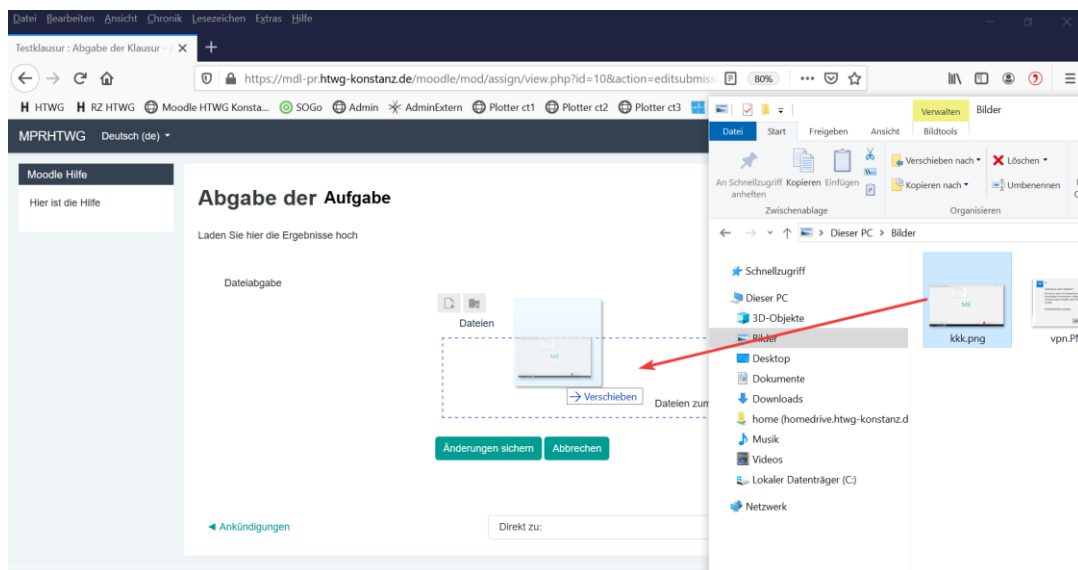 Datei Bearbeiten Ansicht Chronik Lesezeichen Extras Hilfe
Testklausur : Abgabe der Klausur -
https://mdl-pr.htwg-konstanz.de/moodle/mod/assign/view.php?id=10&action=editsubmiss
80%
H HTWG H RZ HTWG Moodle HTWG Konsta... SOGo Admin AdminExtern Plotter ct1 Plotter ct2 Plotter ct3
MPRHTWG Deutsch (de)
Moodle Hilfe
Hier ist die Hilfe
Abgabe der Aufgabe
Laden Sie hier die Ergebnisse hoch
Dateiabgabe
Dateien
ME
Verschieben
Dateien zum
Änderungen sichern Abbrechen
Ankündigungen
Direkt zu:
Verwalten Bilder
Datei Start Freigeben Ansicht Bildtools
An Schnellzugriff anheften
Kopieren Einfügen
Verschieben nach Löschen
Kopieren nach Umbenennen
Zwischenablage Organisieren
Dieser PC > Bilder
Schnellzugriff
Dieser PC
3D-Objekte
Bilder
Desktop
Dokumente
Downloads
home (homedrive.htwg-konstanz.d
Musik
Videos
Lokaler Datenträger (C:)
Netzwerk
ME
kkk.png vpn.PN